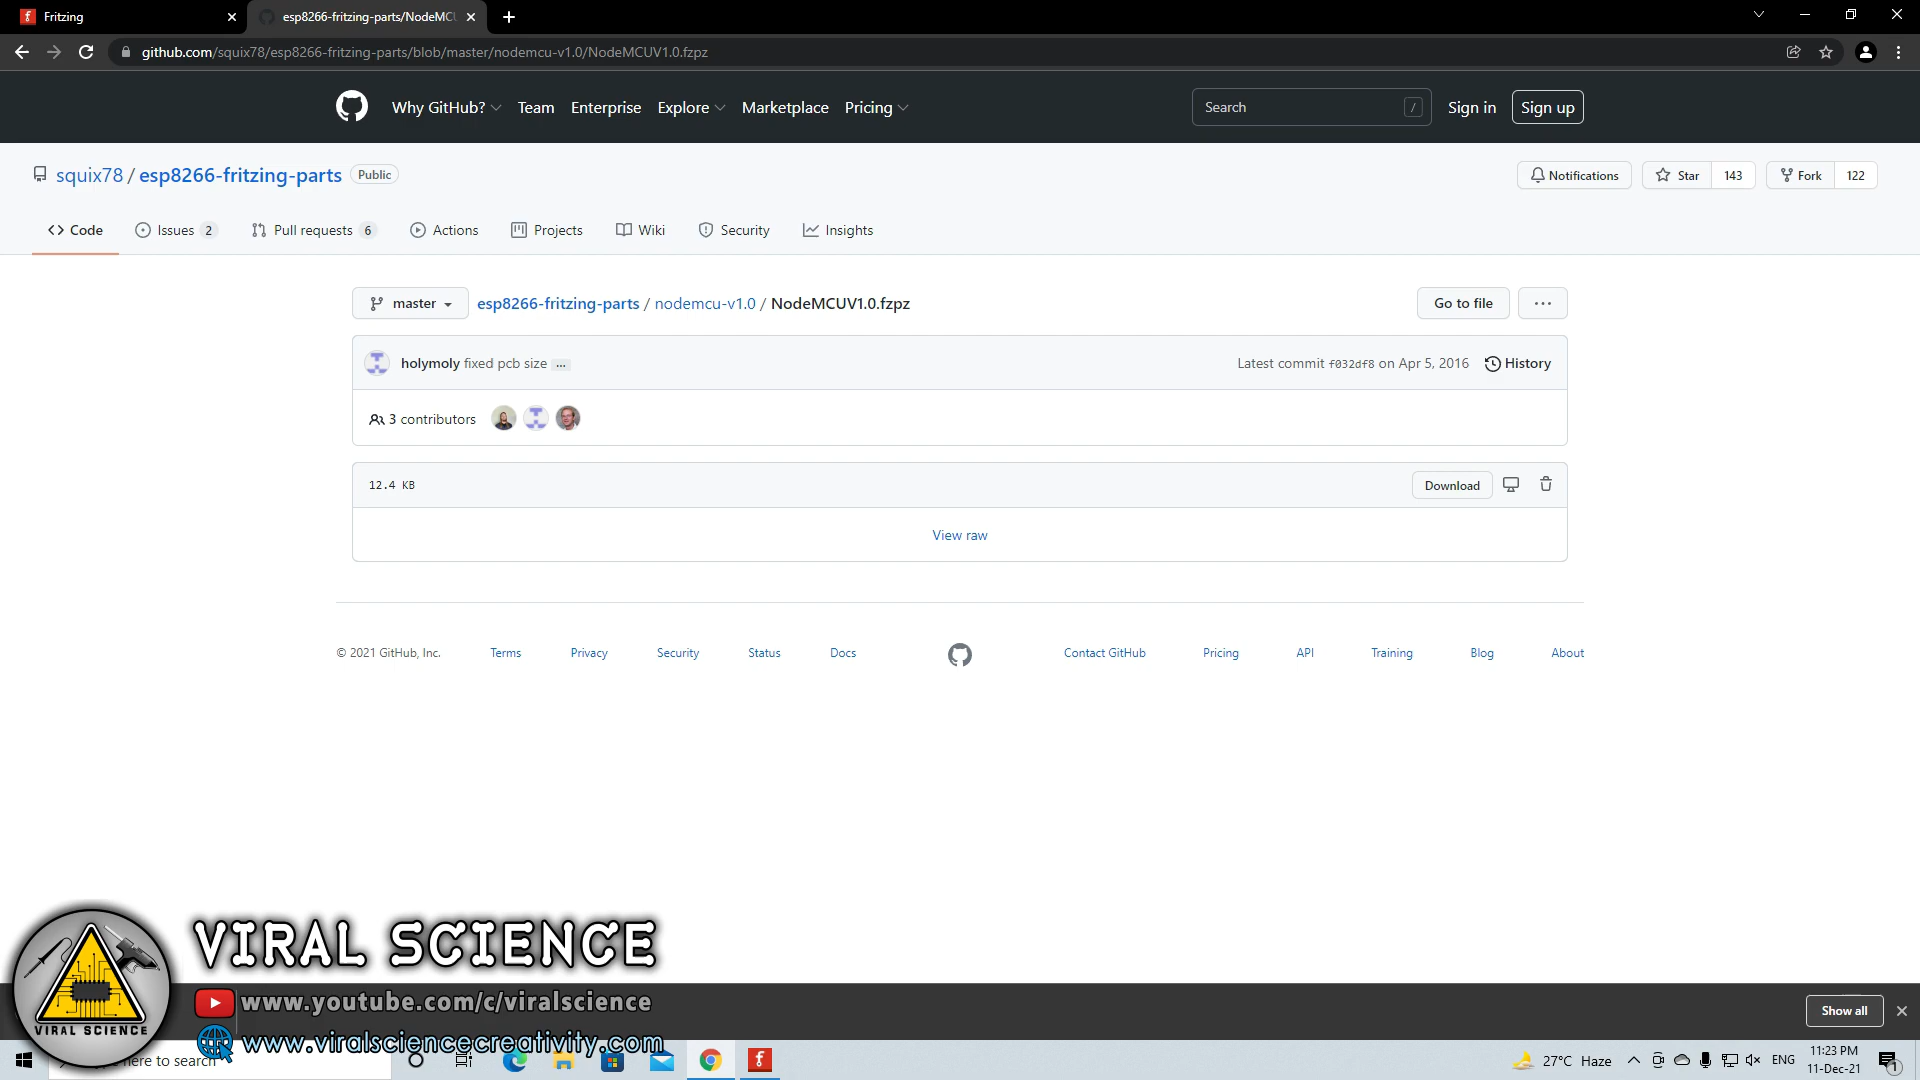 Fritzing
esp8266-fritzing-parts/NodeMCU
github.com/squix78/esp8266-fritzing-parts/blob/master/nodemcu-v1.0/NodeMCUV1.0.fzpz
Why GitHub? Team Enterprise Explore Marketplace Pricing
Search /
Sign in Sign up
squix78 / esp8266-fritzing-parts Public
Notifications Star 143 Fork 122
Code Issues 2 Pull requests 6 Actions Projects Wiki Security Insights
master esp8266-fritzing-parts / nodemcu-v1.0 / NodeMCUV1.0.fzpz Go to file ...
holymoly fixed pcb size ... Latest commit f032df8 on Apr 5, 2016 History
3 contributors
12.4 KB Download
View raw
© 2021 GitHub, Inc. Terms Privacy Security Status Docs Contact GitHub Pricing API Training Blog About
VIRAL SCIENCE
www.youtube.com/c/viralscience
VIRAL SCIENCE
www.viralsciencecreativity.com
Show all
here to search
27°C Haze ENG 11:23 PM
11-Dec-21
1